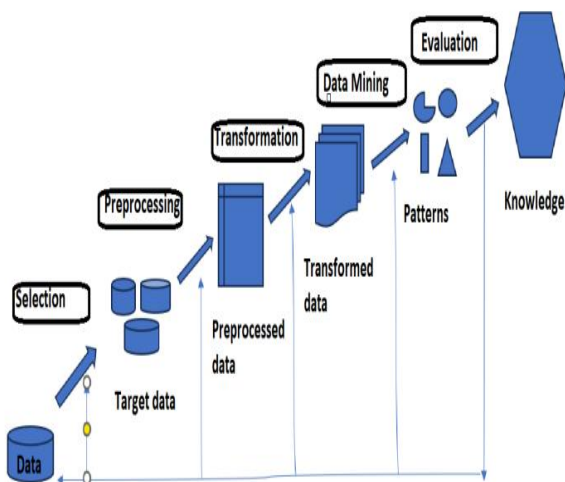 Evaluation
Data Mining
Transformation
Knowledge
Patterns
Preprocessing
Transformed
data
Selection
Preprocessed
data
Target data
Data